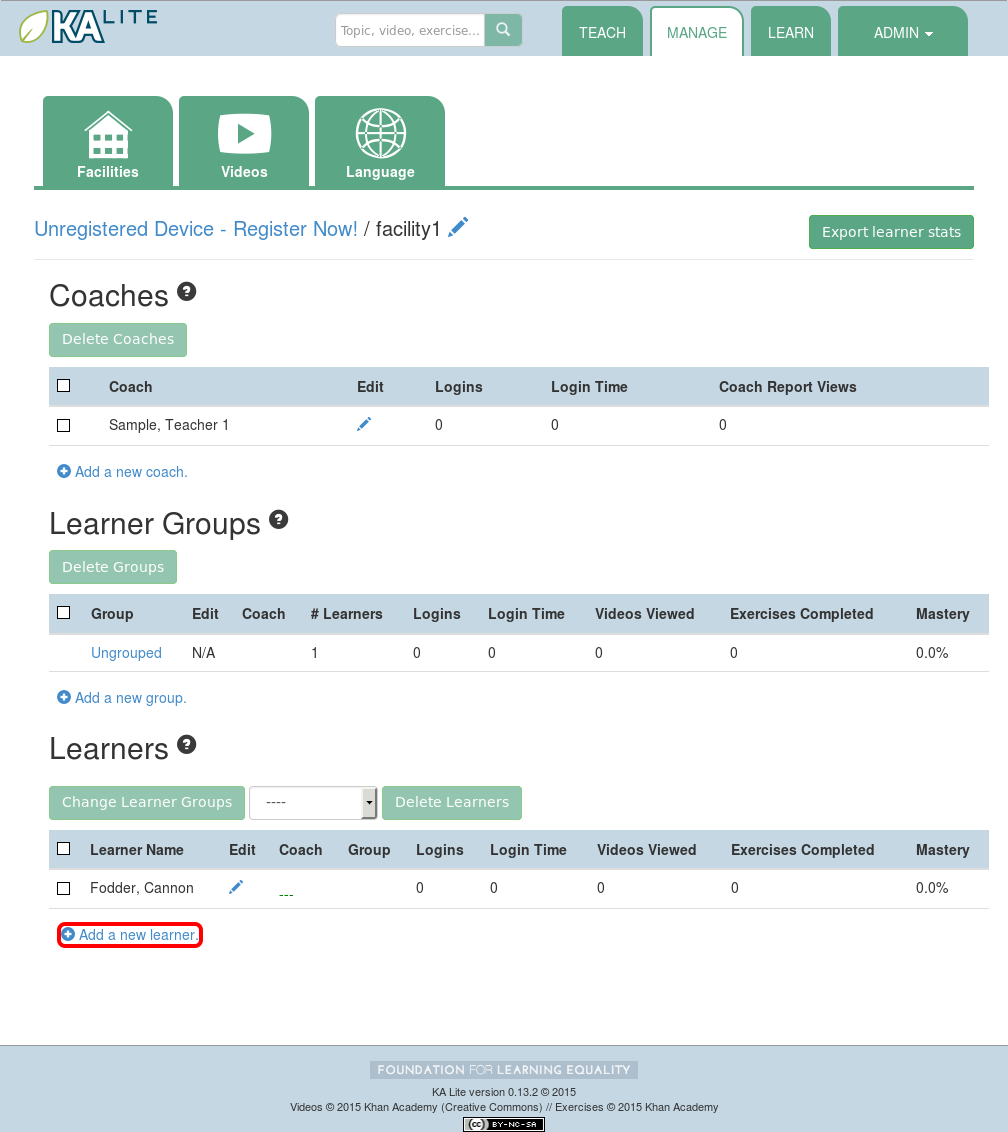 KA LITE
Topic, video, exercise...
TEACH
MANAGE
LEARN
ADMIN
Facilities
Videos
Language
Unregistered Device - Register Now! / facility1
Export learner stats
Coaches ?
Delete Coaches
Coach Edit Logins Login Time Coach Report Views
Sample, Teacher 1 0 0 0
Add a new coach.
Learner Groups ?
Delete Groups
Group Edit Coach # Learners Logins Login Time Videos Viewed Exercises Completed Mastery
Ungrouped N/A 1 0 0 0 0 0.0%
Add a new group.
Learners ?
Change Learner Groups ---- Delete Learners
Learner Name Edit Coach Group Logins Login Time Videos Viewed Exercises Completed Mastery
Fodder, Cannon --- 0 0 0 0 0.0%
Add a new learner.
FOUNDATION FOR LEARNING EQUALITY
KA Lite version 0.13.2 © 2015
Videos © 2015 Khan Academy (Creative Commons) // Exercises © 2015 Khan Academy
cc BY-NC-SA